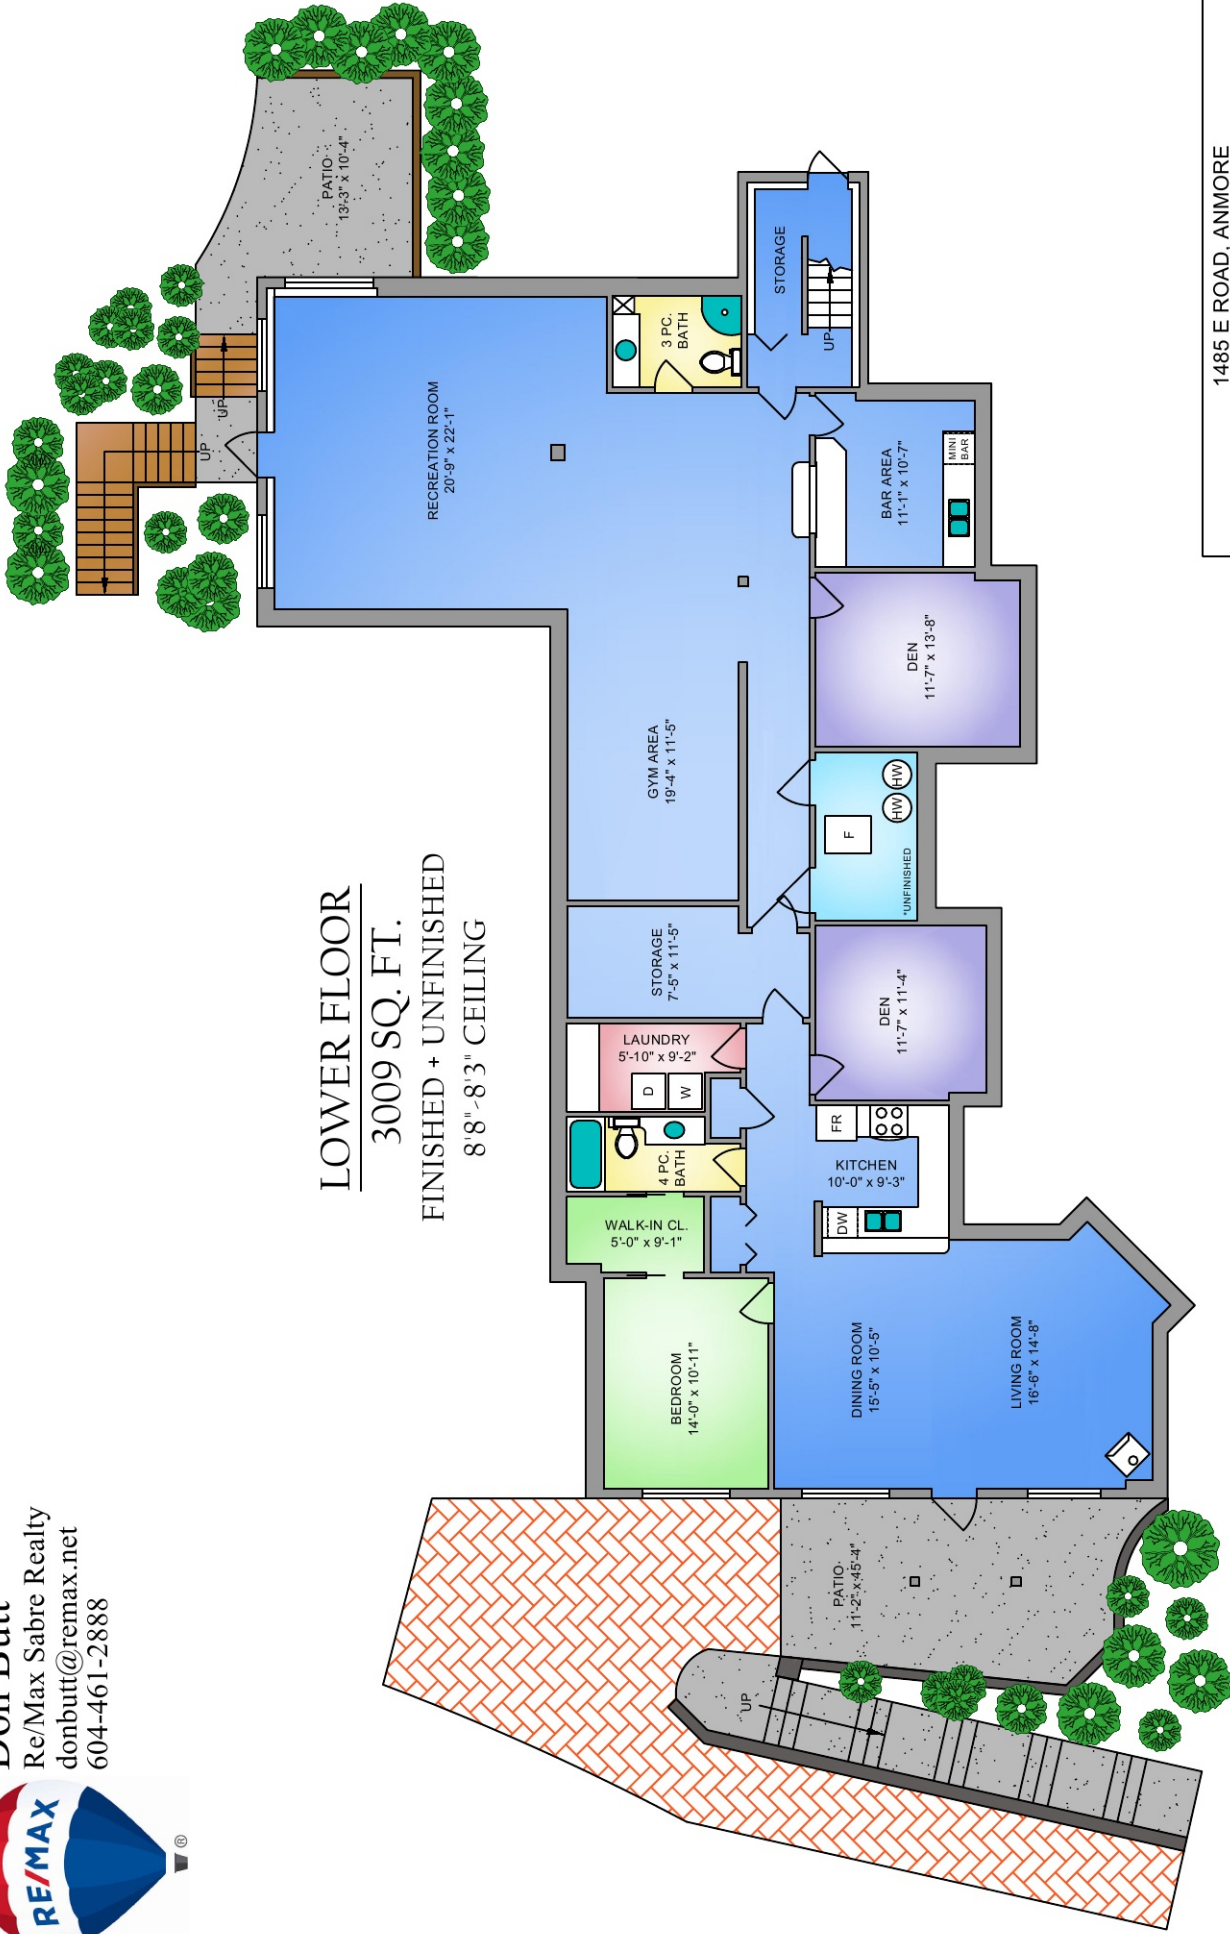 Re/Max Sabre Realty
donbutt@remax.net
604-461-2888
RE/MAX
®
LOWER FLOOR
3009 SQ. FT.
FINISHED + UNFINISHED
8'8"-8'3" CEILING
PATIO
11'-2" x 45'-4"
UP
BEDROOM
14'-0" x 10'-11"
WALK-IN CL.
5'-0" x 9'-1"
4 PC.
BATH
LAUNDRY
5'-10" x 9'-2"
D
W
STORAGE
7'-5" x 11'-5"
GYM AREA
19'-4" x 11'-5"
RECREATION ROOM
20'-9" x 22'-1"
UP
UP
PATIO
13'-3" x 10'-4"
3 PC.
BATH
STORAGE
UP
DINING ROOM
15'-5" x 10'-5"
LIVING ROOM
16'-6" x 14'-8"
KITCHEN
10'-0" x 9'-3"
DW
FR
DEN
11'-7" x 11'-4"
F
HW
HW
*UNFINISHED
DEN
11'-7" x 13'-8"
BAR AREA
11'-1" x 10'-7"
MINI
BAR
1485 E ROAD, ANMORE